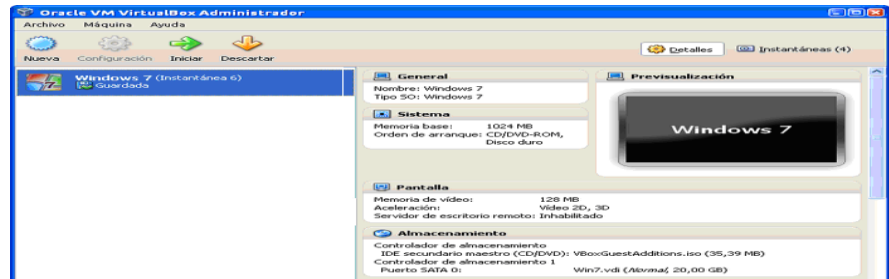 Oracle VM VirtualBox Administrador
Archivo Máquina Ayuda
Nueva Configuración Iniciar Descartar
Detalles Instantáneas (4)
Windows 7 (Instantánea 6)
Guardada
General
Nombre: Windows 7
Tipo SO: Windows 7
Sistema
Memoria base: 1024 MB
Orden de arranque: CD/DVD-ROM,
Disco duro
Previsualización
Windows 7
Pantalla
Memoria de vídeo: 128 MB
Aceleración: Vídeo 2D, 3D
Servidor de escritorio remoto: Inhabilitado
Almacenamiento
Controlador de almacenamiento
IDE secundario maestro (CD/DVD): VBoxGuestAdditions.iso (35,39 MB)
Controlador de almacenamiento 1
Puerto SATA 0: Win7.vdi (Normal, 20,00 GB)